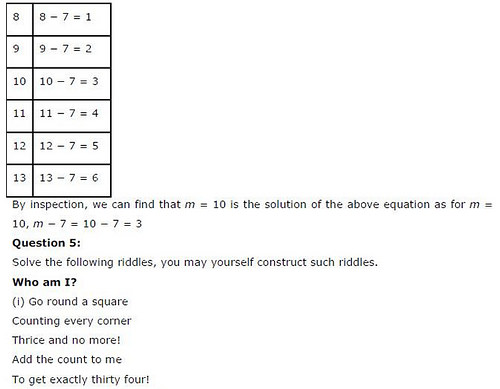 8 8 − 7 = 1
9 9 − 7 = 2
10 10 − 7 = 3
11 11 − 7 = 4
12 12 − 7 = 5
13 13 − 7 = 6
By inspection, we can find that m = 10 is the solution of the above equation as for m =
10, m − 7 = 10 − 7 = 3
Question 5:
Solve the following riddles, you may yourself construct such riddles.
Who am I?
(i) Go round a square
Counting every corner
Thrice and no more!
Add the count to me
To get exactly thirty four!